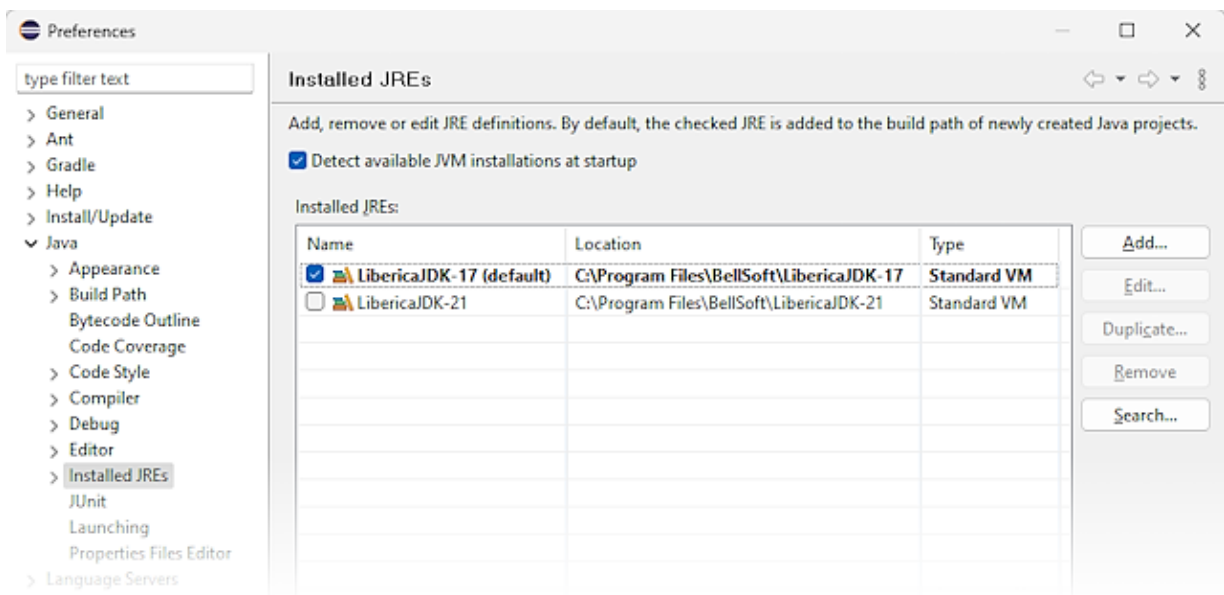 Preferences
type filter text
General
Ant
Gradle
Help
Install/Update
Java
Appearance
Build Path
Bytecode Outline
Code Coverage
Code Style
Compiler
Debug
Editor
Installed JREs
JUnit
Launching
Properties Files Editor
Language Servers
Installed JREs
Add, remove or edit JRE definitions. By default, the checked JRE is added to the build path of newly created Java projects.
Detect available JVM installations at startup
Installed JREs:
Name Location Type
LibericaJDK-17 (default) C:\Program Files\BellSoft\LibericaJDK-17 Standard VM
LibericaJDK-21 C:\Program Files\BellSoft\LibericaJDK-21 Standard VM
Add...
Edit...
Duplicate...
Remove
Search...